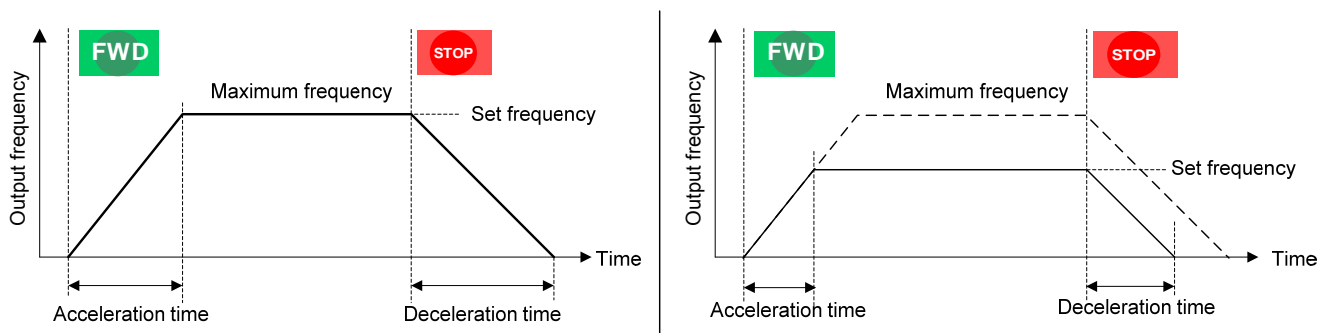 FWD
STOP
Output frequency
Maximum frequency
Set frequency
Time
Acceleration time
Deceleration time
FWD
STOP
Output frequency
Maximum frequency
Set frequency
Time
Acceleration time
Deceleration time